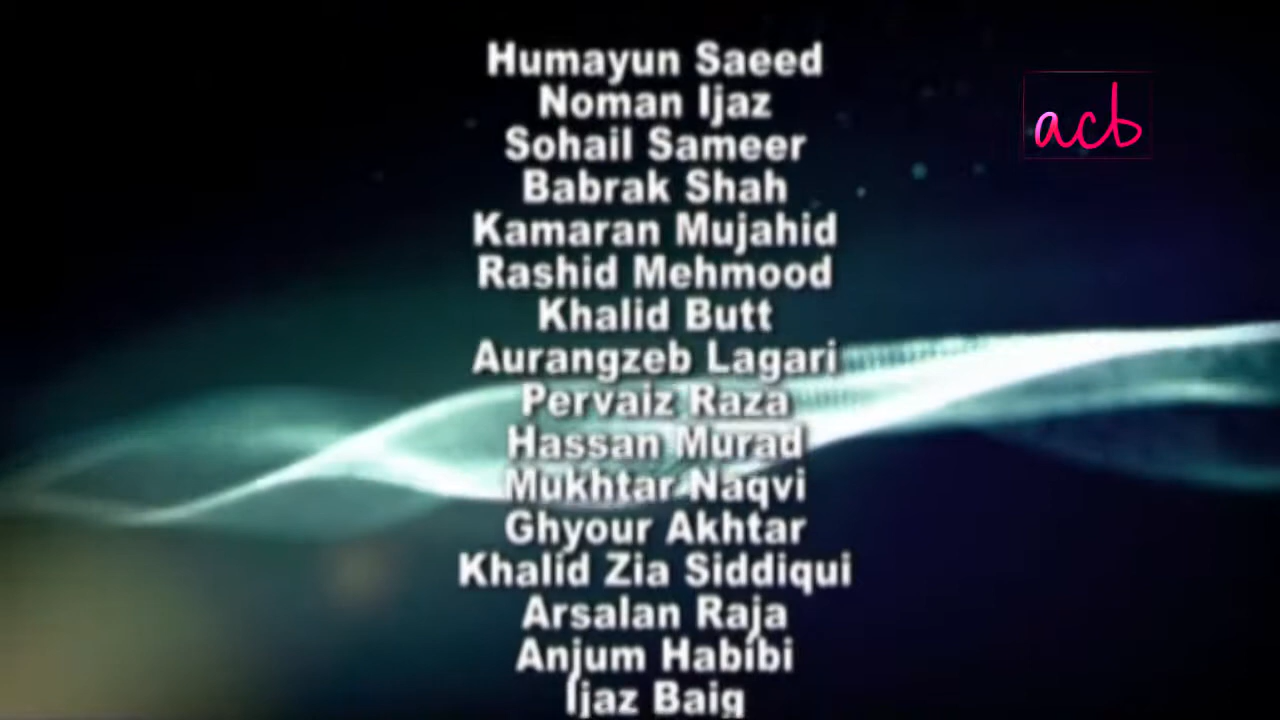 Humayun Saeed
Noman Ijaz
Sohail Sameer
Babrak Shah
Kamaran Mujahid
Rashid Mehmood
Khalid Butt
Aurangzeb Lagari
Pervaiz Raza
Hassan Murad
Mukhtar Naqvi
Ghyour Akhtar
Khalid Zia Siddiqui
Arsalan Raja
Anjum Habibi
Ijaz Baig
acb